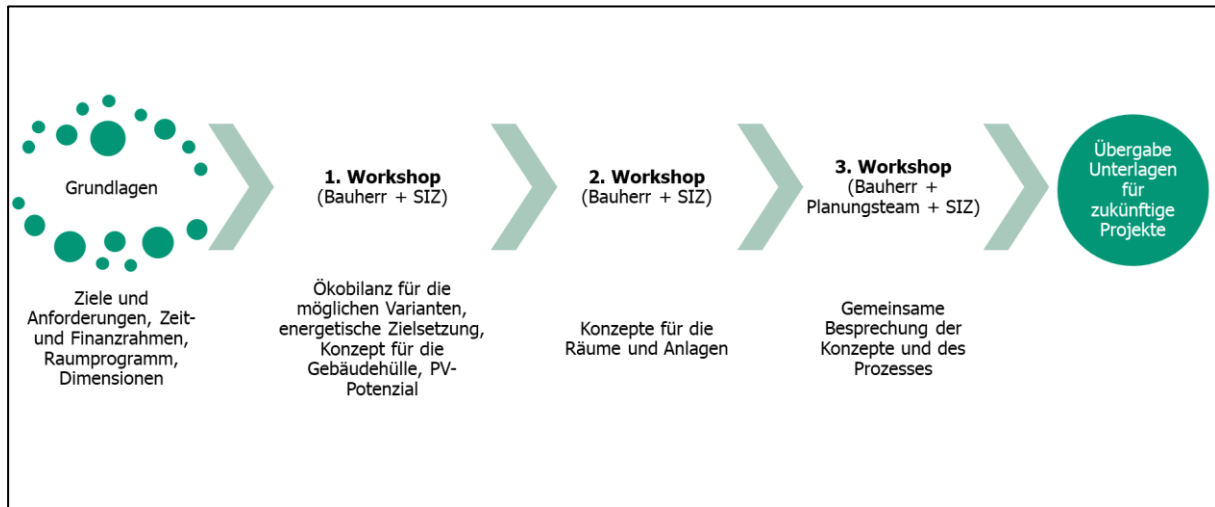 Grundlagen
Ziele und
Anforderungen, Zeit-
und Finanzrahmen,
Raumprogramm,
Dimensionen
1. Workshop
(Bauherr + SIZ)
Ökobilanz für die
möglichen Varianten,
energetische Zielsetzung,
Konzept für die
Gebäudehülle, PV-
Potenzial
2. Workshop
(Bauherr + SIZ)
Konzepte für die
Räume und Anlagen
3. Workshop
(Bauherr +
Planungsteam + SIZ)
Gemeinsame
Besprechung der
Konzepte und des
Prozesses
Übergabe
Unterlagen
für
zukünftige
Projekte